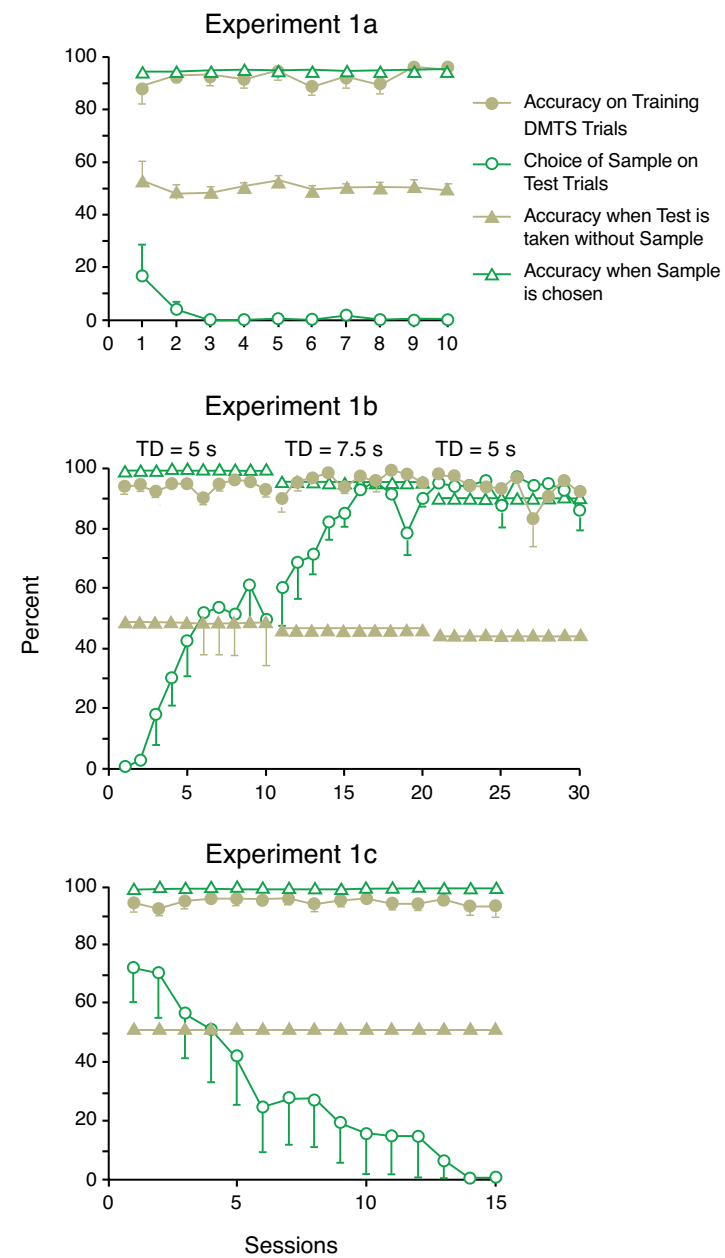 Experiment 1a
100
80
60
40
20
0
0 1 2 3 4 5 6 7 8 9 10
Accuracy on Training
DMTS Trials
Choice of Sample on
Test Trials
Accuracy when Test is
taken without Sample
Accuracy when Sample
is chosen
Experiment 1b
TD = 5 s TD = 7.5 s TD = 5 s
100
80
60
40
20
0
0 5 10 15 20 25 30
Percent
Experiment 1c
100
80
60
40
20
0
0 5 10 15
Sessions